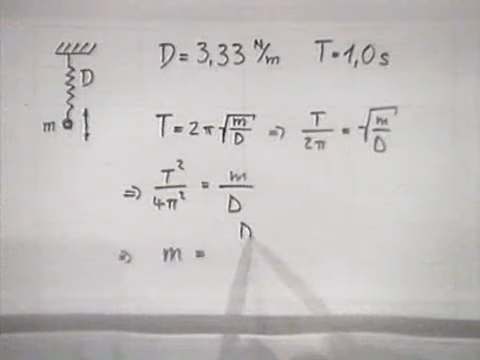 D = 3,33 N/m T = 1,0 s
D
m
T = 2π √(m/D) ⇒ T/2π = √(m/D)
⇒ T²/4π² = m/D
D
⇒ m =